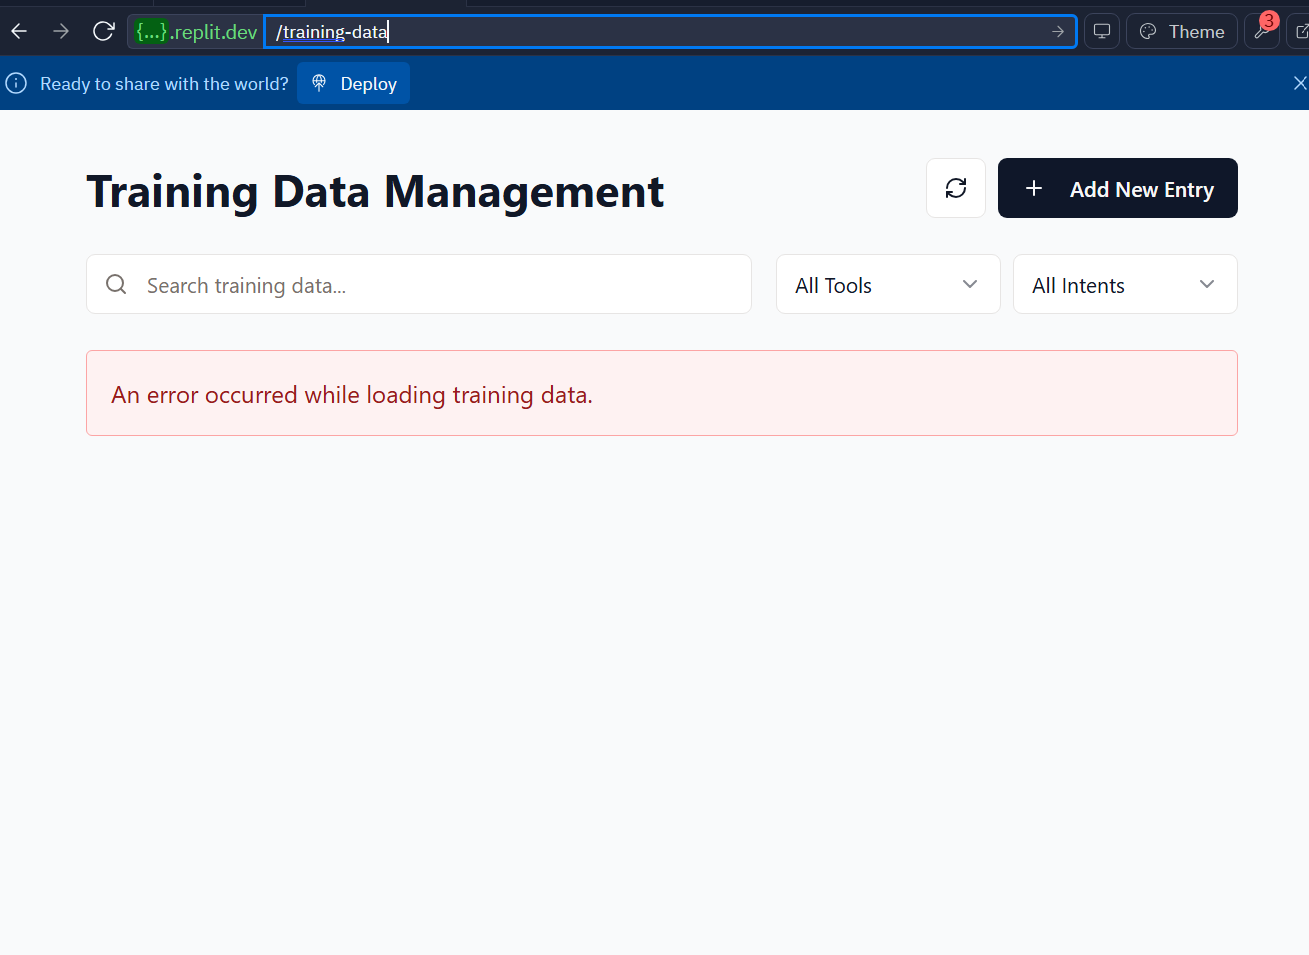 {...}.replit.dev /training-data Theme 3
Ready to share with the world? Deploy
Training Data Management
Add New Entry
Search training data...
All Tools
All Intents
An error occurred while loading training data.